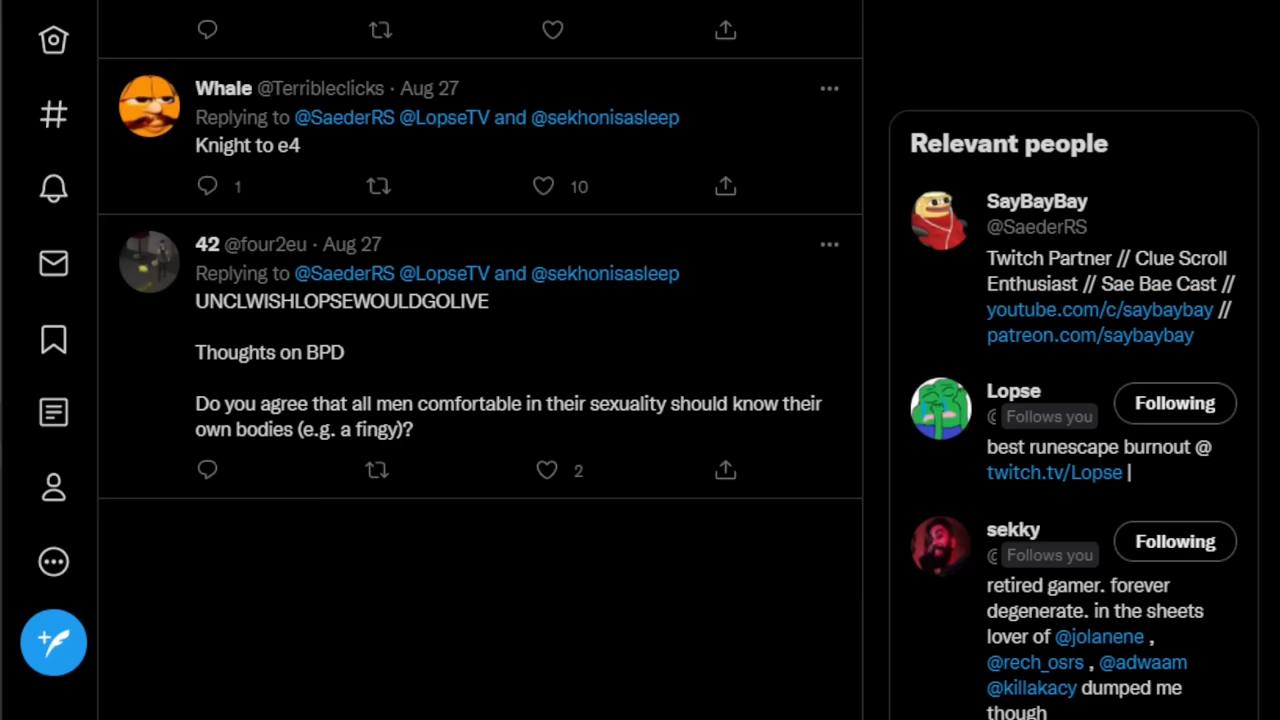 Whale @Terribleclicks · Aug 27
Replying to @SaederRS @LopseTV and @sekhonisasleep
Knight to e4
1
10
42 @four2eu · Aug 27
Replying to @SaederRS @LopseTV and @sekhonisasleep
UNCLWISHLOPSEWOULDGOLIVE
Thoughts on BPD
Do you agree that all men comfortable in their sexuality should know their
own bodies (e.g. a fingy)?
2
Relevant people
SayBayBay
@SaederRS
Twitch Partner // Clue Scroll
Enthusiast // Sae Bae Cast //
youtube.com/c/saybaybay //
patreon.com/saybaybay
Lopse
@ Follows you
Following
best runescape burnout @
twitch.tv/Lopse |
sekky
@ Follows you
Following
retired gamer. forever
degenerate. in the sheets
lover of @jolanene ,
@rech_osrs , @adwaam
@killakacy dumped me
though